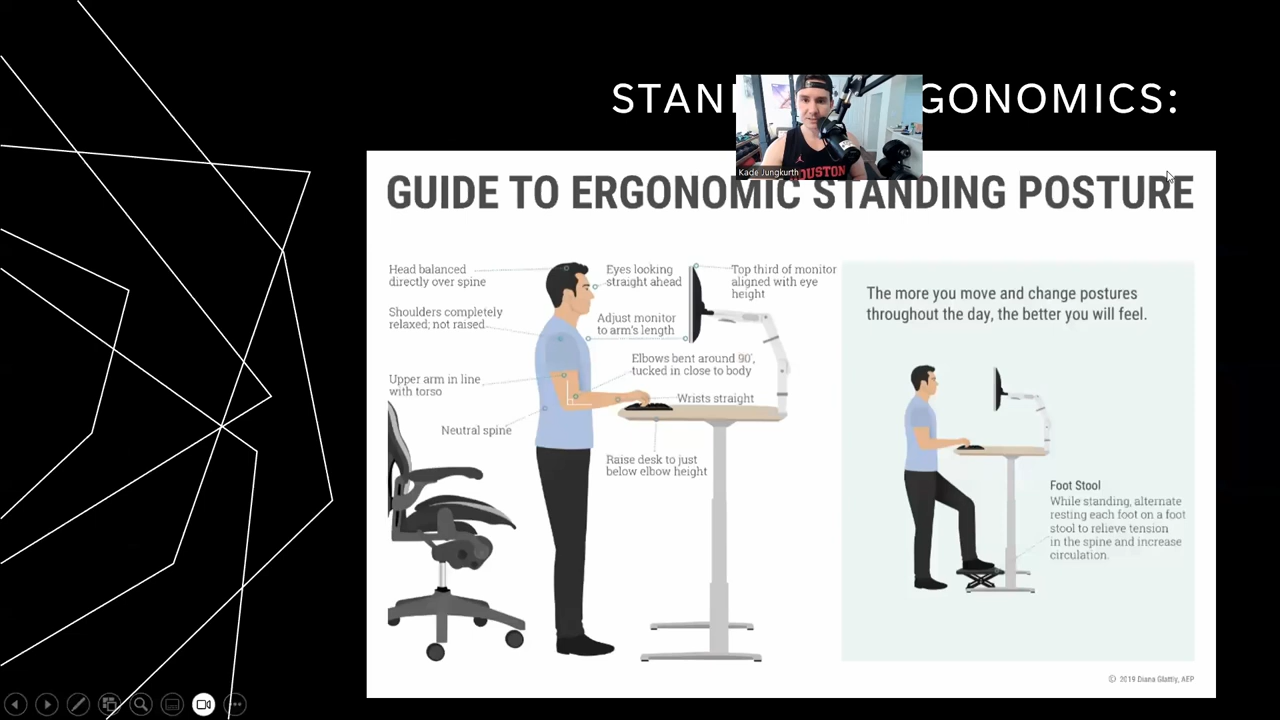 STAN GONOMICS:
Kade Jungkurth
HOUSTON
GUIDE TO ERGONOMIC STANDING POSTURE
Head balanced
directly over spine
Eyes looking
straight ahead
Top third of monitor
aligned with eye
height
Shoulders completely
relaxed; not raised
Adjust monitor
to arm's length
Elbows bent around 90°,
tucked in close to body
Upper arm in line
with torso
Wrists straight
Neutral spine
Raise desk to just
below elbow height
The more you move and change postures
throughout the day, the better you will feel.
Foot Stool
While standing, alternate
resting each foot on a foot
stool to relieve tension
in the spine and increase
circulation.
© 2019 Diana Glattly, AEP